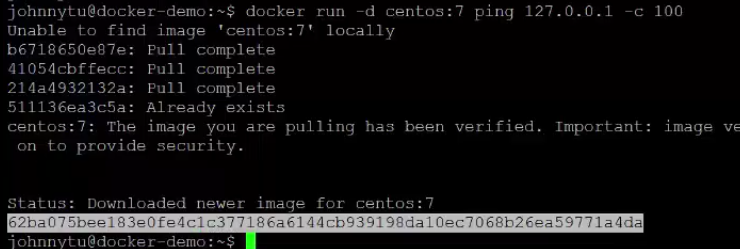 johnnytu@docker-demo:~$ docker run -d centos:7 ping 127.0.0.1 -c 100
Unable to find image 'centos:7' locally
b6718650e87e: Pull complete
41054cbffecc: Pull complete
214a4932132a: Pull complete
511136ea3c5a: Already exists
centos:7: The image you are pulling has been verified. Important: image ve
on to provide security.
Status: Downloaded newer image for centos:7
62ba075bee183e0fe4c1c377186a6144cb939198da10ec7068b26ea59771a4da
johnnytu@docker-demo:~$